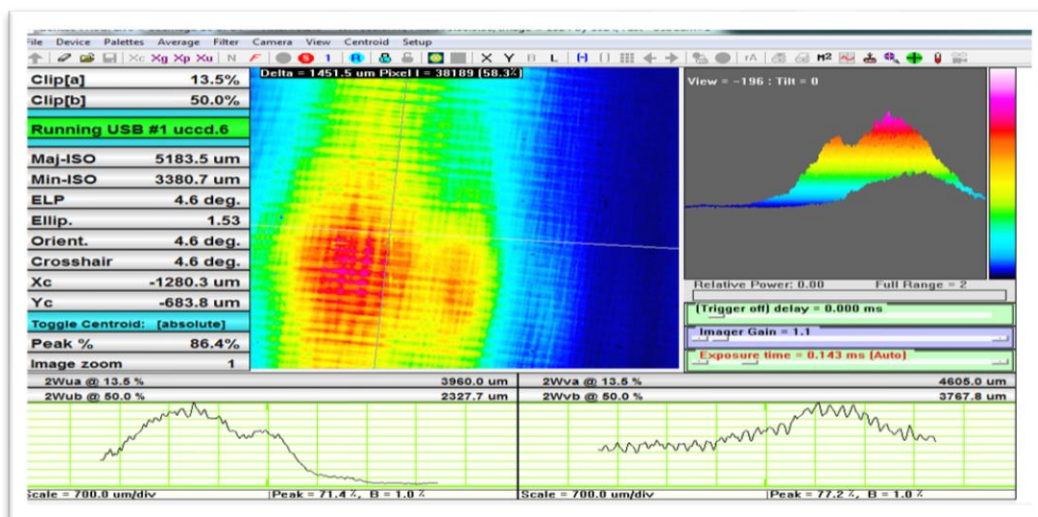 File Device Palettes Average Filter Camera View Centroid Setup
Xc Xg Xp Xu N F S 1 R X Y B L rA M2
Clip[a] 13.5%
Clip[b] 50.0%
Running USB #1 uccd.6
Maj-ISO 5183.5 um
Min-ISO 3380.7 um
ELP 4.6 deg.
Ellip. 1.53
Orient. 4.6 deg.
Crosshair 4.6 deg.
Xc -1280.3 um
Yc -683.8 um
Toggle Centroid: [absolute]
Peak % 86.4%
Image zoom 1
Delta = 1451.5 um Pixel I = 38189 (58.3%)
View = -196 : Tilt = 0
Relative Power: 0.00 Full Range = 2
(Trigger off) delay = 0.000 ms
Imager Gain = 1.1
Exposure time = 0.143 ms (Auto)
2Wua @ 13.5 % 3960.0 um
2Wub @ 50.0 % 2327.7 um
2Wva @ 13.5 % 4605.0 um
2Wvb @ 50.0 % 3767.8 um
Scale = 700.0 um/div Peak = 71.4 %, B = 1.0 %
Scale = 700.0 um/div Peak = 77.2 %, B = 1.0 %